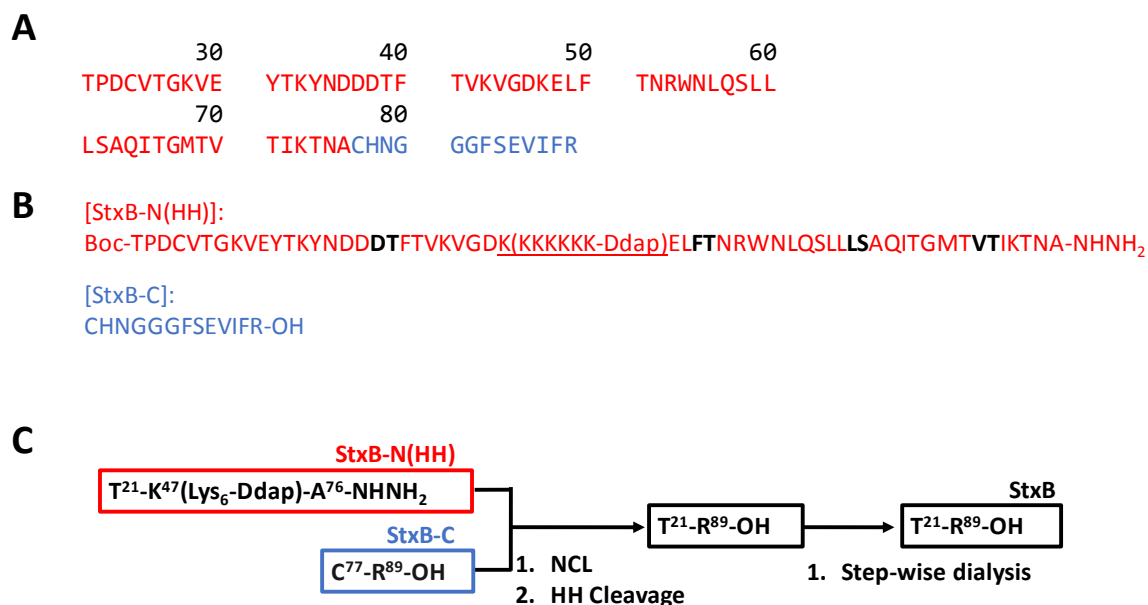 A
30 40 50 60
TPDCVTGKVE YTKYNDDDTF TVKVGDKELF TNRWNLQSLL
70 80
LSAQITGMTV TIKTNACHNG GGFSEVIFR
B
[StxB-N(HH)]:
Boc-TPDCVTGKVEYTKYNDDDTFTVKVGDK(KKKKKK-Ddap)ELFTNRWNLQSLLLSAQITGMTVTIKTNA-NHNH₂
[StxB-C]:
CHNGGGFSEVIFR-OH
C
StxB-N(HH)
T²¹-K⁴⁷(Lys₆-Ddap)-A⁷⁶-NHNH₂
StxB-C
C⁷⁷-R⁸⁹-OH
1. NCL
2. HH Cleavage
T²¹-R⁸⁹-OH
1. Step-wise dialysis
StxB
T²¹-R⁸⁹-OH